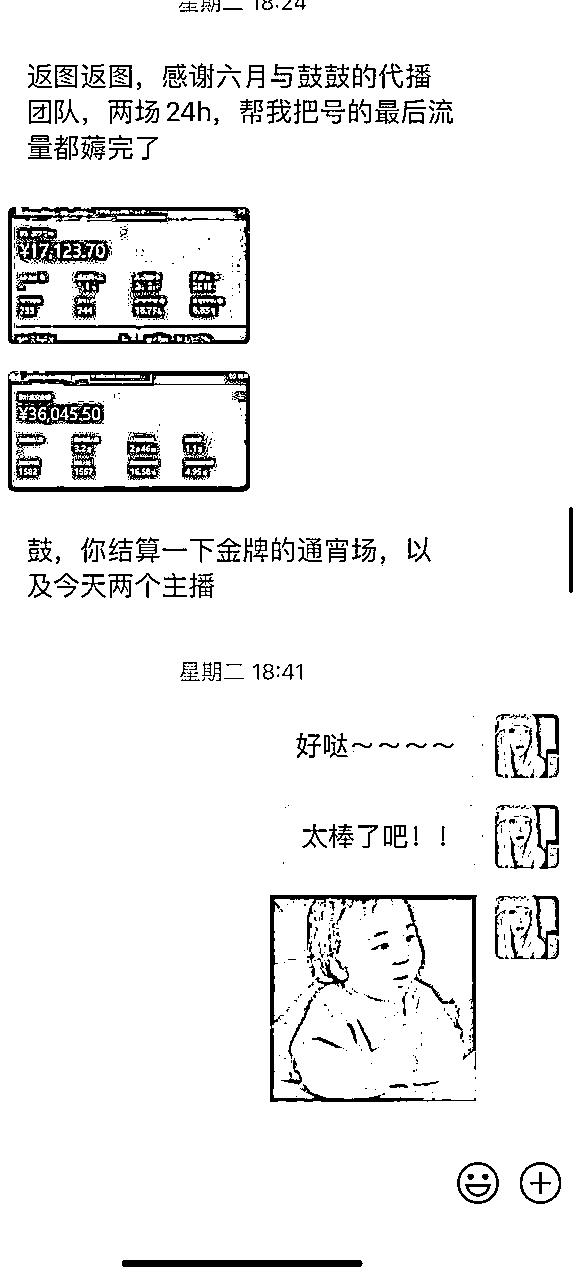 星期二 18:24
返图返图，感谢六月与鼓鼓的代播
团队，两场24h，帮我把号的最后流
量都薅完了
¥17,123.70
¥36,045.50
鼓，你结算一下金牌的通宵场，以
及今天两个主播
星期二 18:41
好哒～～～～
太棒了吧！！